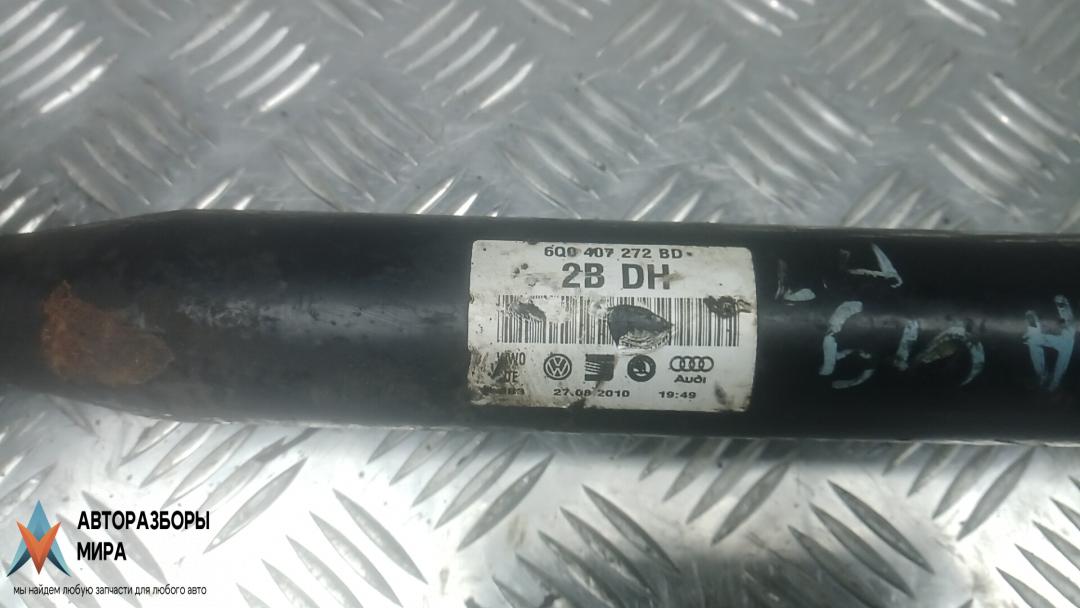 6Q0 407 272 BD
2B DH
Audi
27.08.2010 19:49
АВТОРАЗБОРЫ
МИРА
мы найдем любую запчасти для любого авто